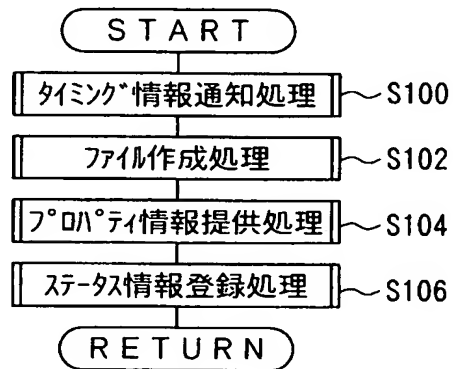 START
ﾀｲﾐﾝｸﾞ情報通知処理 S100
ﾌｧｲﾙ作成処理 S102
ﾌﾟﾛﾊﾟﾃｨ情報提供処理 S104
ｽﾃｰﾀｽ情報登録処理 S106
RETURN